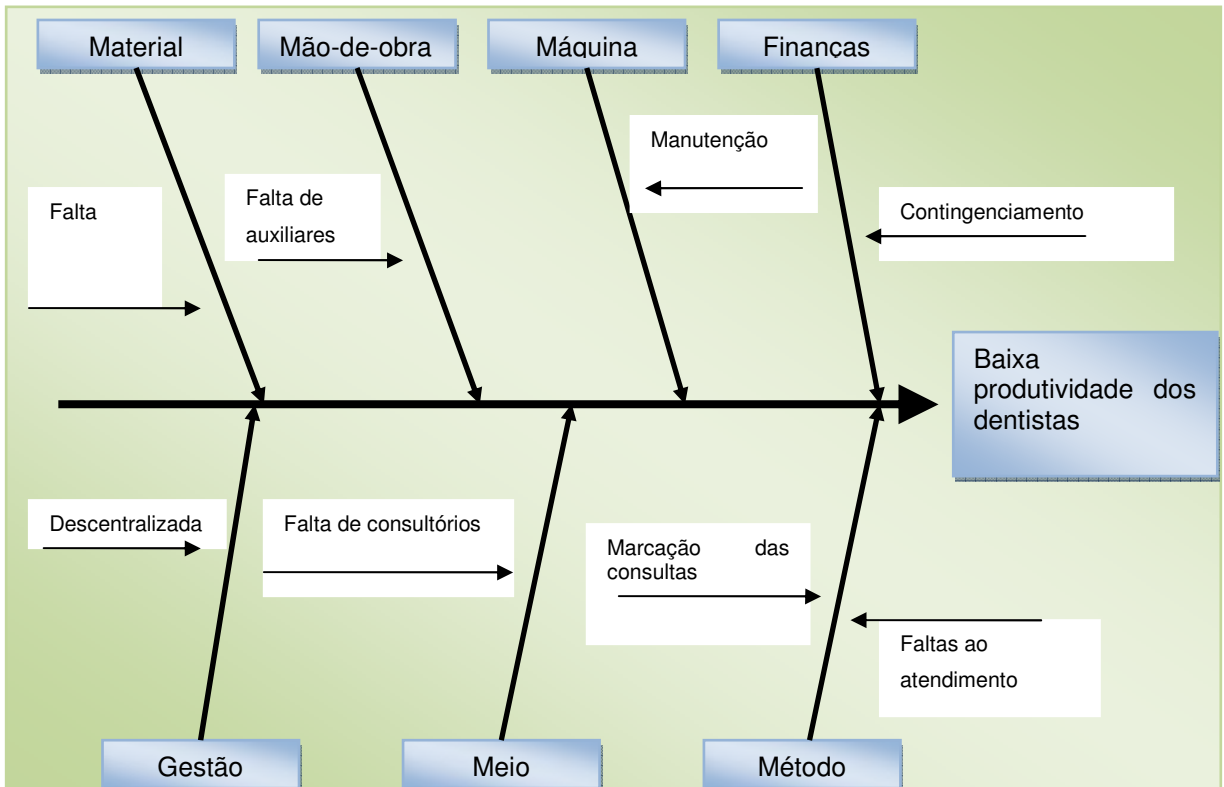 Material
Mão-de-obra
Máquina
Finanças
Manutenção
Falta
Falta de
auxiliares
Contingenciamento
Baixa
produtividade dos
dentistas
Descentralizada
Falta de consultórios
Marcação das
consultas
Faltas ao
atendimento
Gestão
Meio
Método